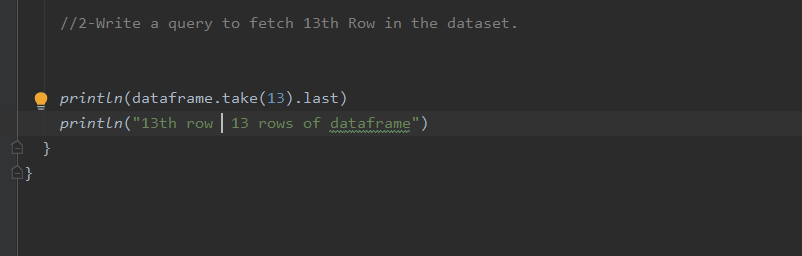 //2-Write a query to fetch 13th Row in the dataset.
println(dataframe.take(13).last)
println("13th row  13 rows of dataframe")
}
}